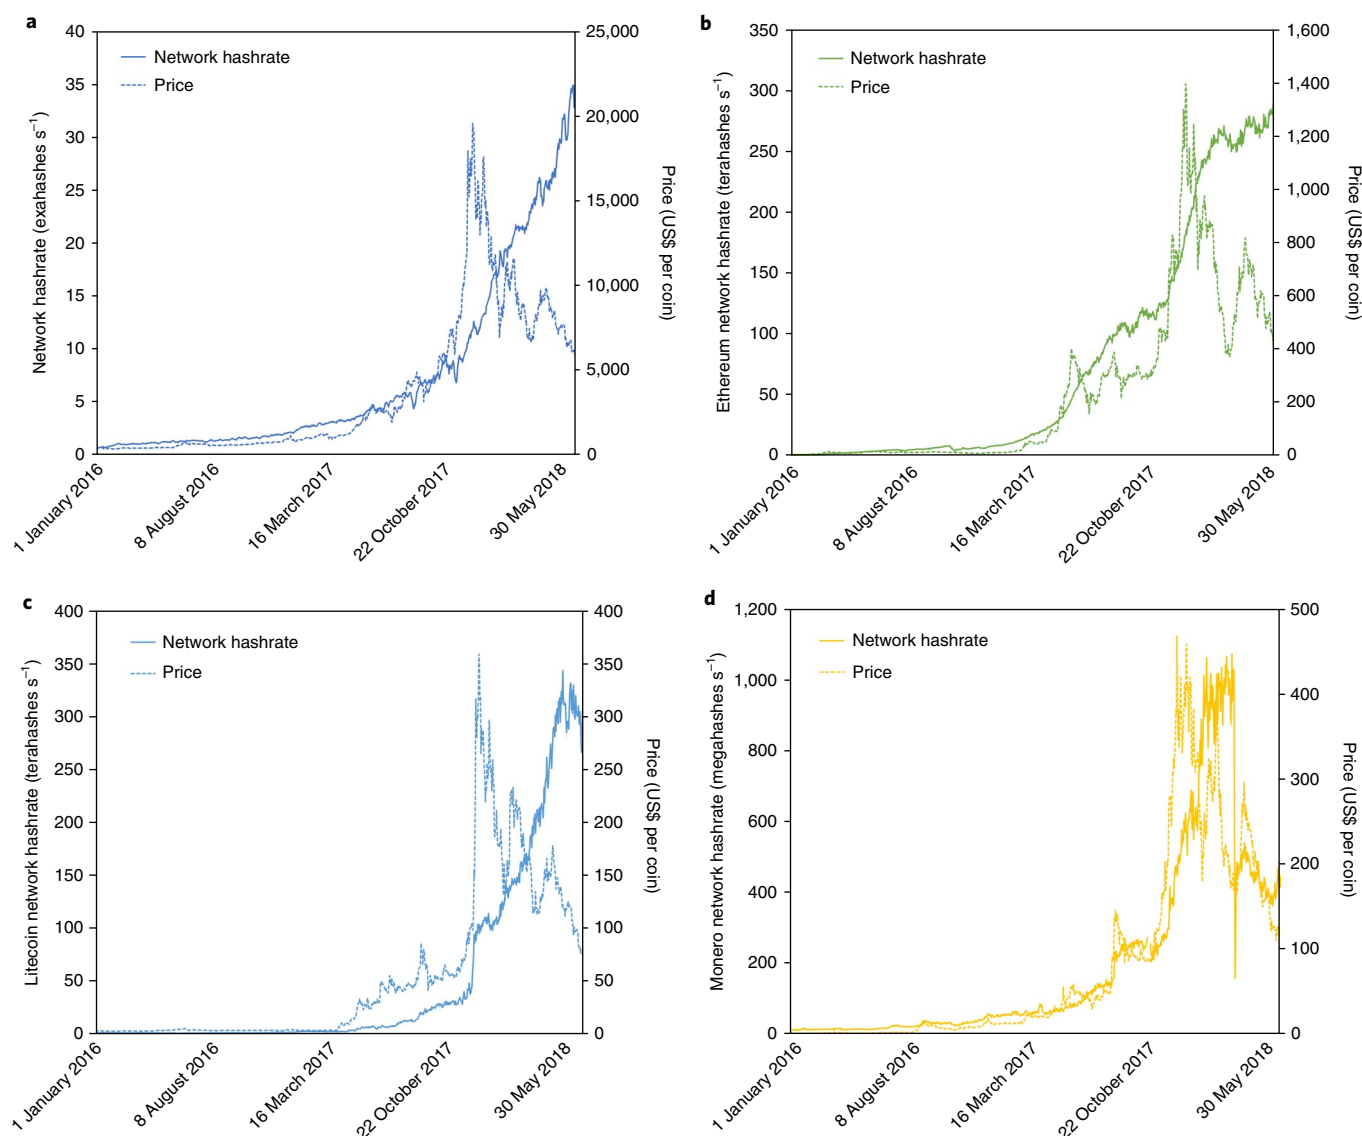 a
Network hashrate (exahashes s⁻¹)
40
35
30
25
20
15
10
5
0
Network hashrate
Price
25,000
20,000
15,000
10,000
5,000
0
Price (US$ per coin)
1 January 2016
8 August 2016
16 March 2017
22 October 2017
30 May 2018
b
Ethereum network hashrate (terahashes s⁻¹)
350
300
250
200
150
100
50
0
Network hashrate
Price
1,600
1,400
1,200
1,000
800
600
400
200
0
Price (US$ per coin)
1 January 2016
8 August 2016
16 March 2017
22 October 2017
30 May 2018
c
Litecoin network hashrate (terahashes s⁻¹)
400
350
300
250
200
150
100
50
0
Network hashrate
Price
400
350
300
250
200
150
100
50
0
Price (US$ per coin)
1 January 2016
8 August 2016
16 March 2017
22 October 2017
30 May 2018
d
Monero network hashrate (megahashes s⁻¹)
1,200
1,000
800
600
400
200
0
Network hashrate
Price
500
400
300
200
100
0
Price (US$ per coin)
1 January 2016
8 August 2016
16 March 2017
22 October 2017
30 May 2018